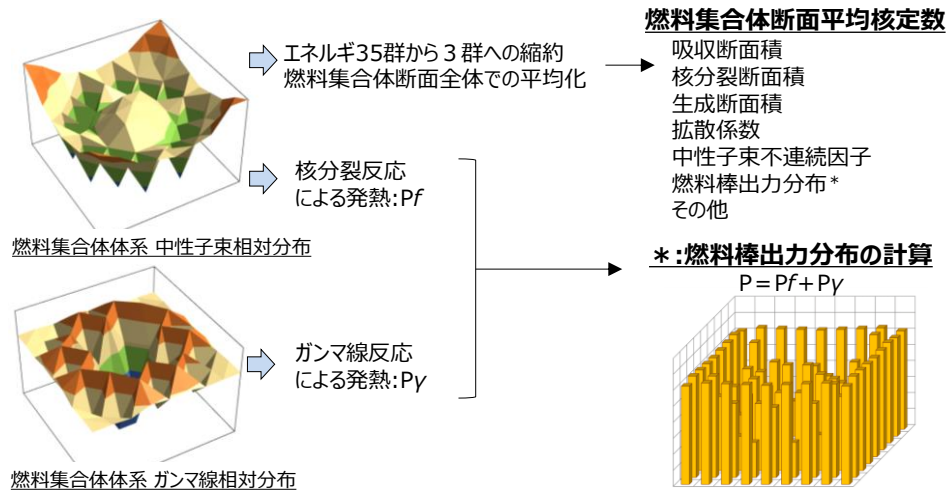 エネルギ35群から３群への縮約
燃料集合体断面全体での平均化
燃料集合体断面平均核定数
吸収断面積
核分裂断面積
生成断面積
拡散係数
中性子束不連続因子
燃料棒出力分布*
その他
核分裂反応
による発熱:Pf
燃料集合体体系 中性子束相対分布
＊:燃料棒出力分布の計算
P＝Pf＋Pγ
ガンマ線反応
による発熱:Pγ
燃料集合体体系 ガンマ線相対分布